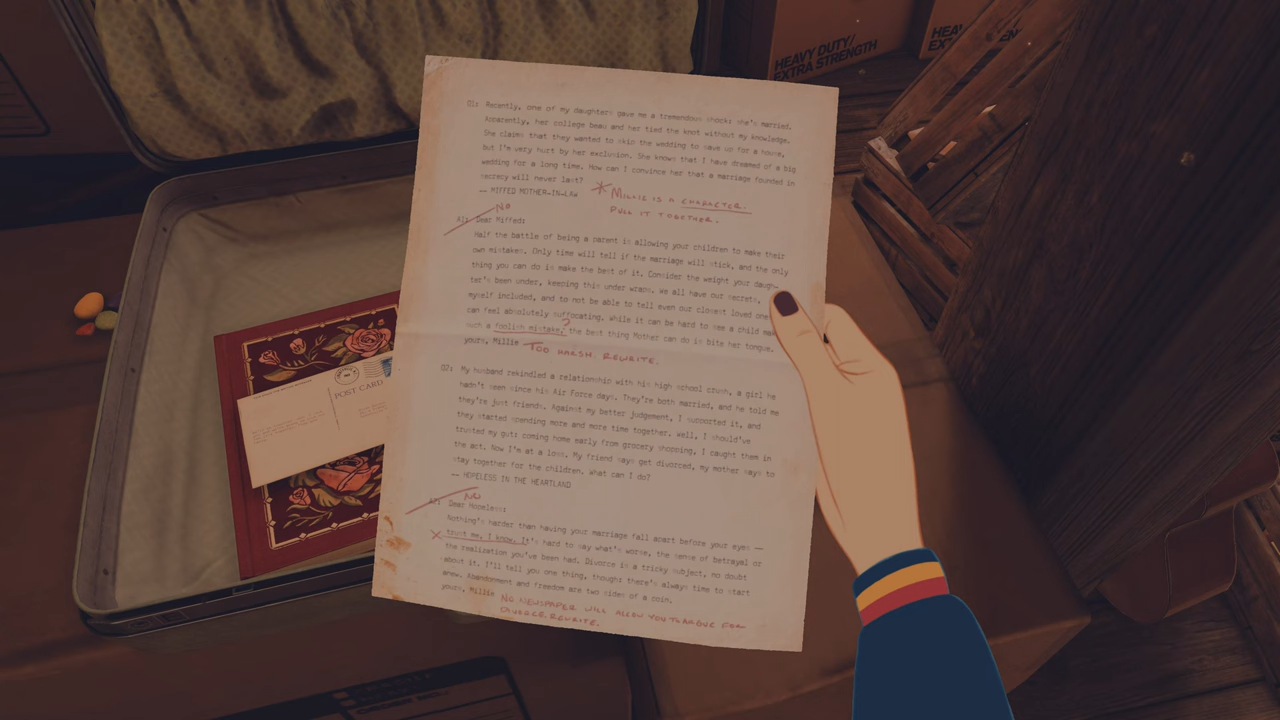 HEAVY DUTY/
EXTRA STRENGTH
Q1: Recently, one of my daughters gave me a tremendous shock: she's married.
Apparently, her college beau and her tied the knot without my knowledge.
She claims that they wanted to skip the wedding to save us for a house,
but I'm very hurt by her exclusion. She knows that I have dreamed of a big
wedding for a long time. How can I convince her that a marriage founded in
secrecy will never last?
-- MIFFED MOTHER-IN-LAW
* MILLIE IS A CHARACTER.
PULL IT TOGETHER.
NO
A1: Dear Miffed:
Half the battle of being a parent is allowing your children to make their
own mistakes. Only time will tell if the marriage will stick, and the only
thing you can do is make the best of it. Consider the weight your daugh-
ter's been under, keeping this under wraps. We all have our secrets,
myself included, and to not be able to tell even our closest loved one
can feel absolutely suffocating. While it can be hard to see a child ma
such a foolish mistake, the best thing Mother can do is bite her tongue.
?
yours, Millie
TOO HARSH. REWRITE.
Q2: My husband rekindled a relationship with his high school crush, a girl he
hadn't seen since his Air Force days. They're both married, and he told me
they're just friends. Against my better judgement, I supported it, and
they started spending more and more time together. Well, I should've
trusted my gut: coming home early from grocery shopping, I caught them in
the act. Now I'm at a loss. My friend says get divorced, my mother says to
stay together for the children. What can I do?
-- HOPELESS IN THE HEARTLAND
NO
A2: Dear Hopeless:
Nothing's harder than having your marriage fall apart before your eyes —
X trust me, I know. It's hard to say what's worse, the sense of betrayal or
the realization you've been had. Divorce is a tricky subject, no doubt
about it. I'll tell you one thing, though: there's always time to start
anew. Abandonment and freedom are two sides of a coin.
yours, Millie
NO NEWSPAPER WILL ALLOW YOU TO ARGUE FOR
DIVORCE. REWRITE.
POST CARD